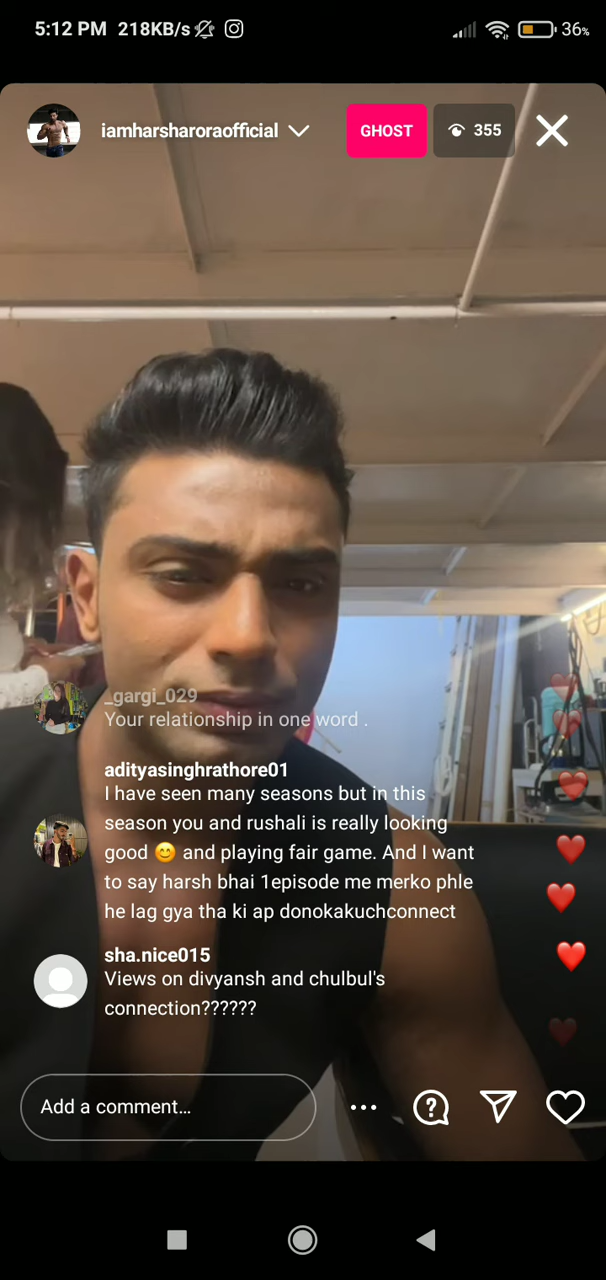 5:12 PM 218KB/s 36%
iamharsharoraofficial GHOST 355
_gargi_029
Your relationship in one word .
adityasinghrathore01
I have seen many seasons but in this
season you and rushali is really looking
good 😊 and playing fair game. And I want
to say harsh bhai 1episode me merko phle
he lag gya tha ki ap donokakuchconnect
sha.nice015
Views on divyansh and chulbul's
connection??????
Add a comment...